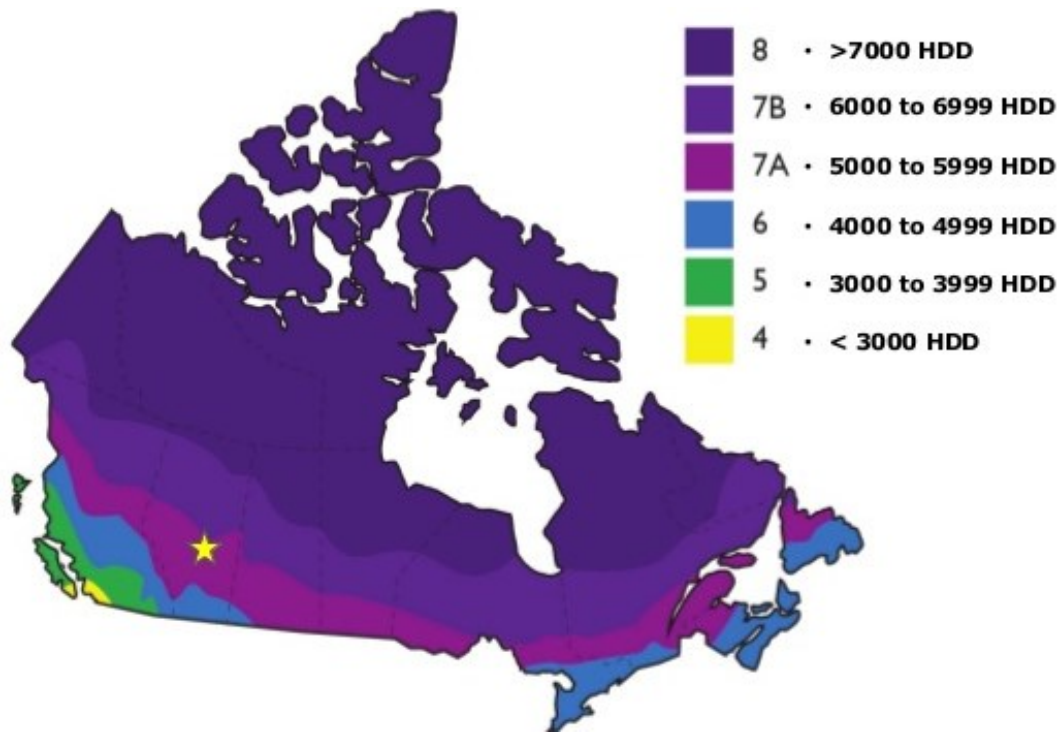 8 · >7000 HDD
7B · 6000 to 6999 HDD
7A · 5000 to 5999 HDD
6 · 4000 to 4999 HDD
5 · 3000 to 3999 HDD
4 · < 3000 HDD